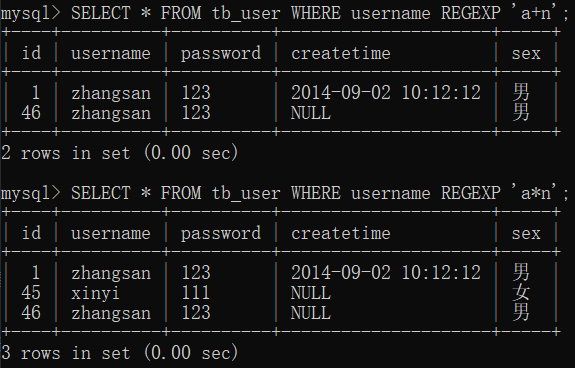 mysql> SELECT * FROM tb_user WHERE username REGEXP 'a+n';
+----+----------+----------+---------------------+-----+
| id | username | password | createtime          | sex |
+----+----------+----------+---------------------+-----+
|  1 | zhangsan | 123      | 2014-09-02 10:12:12 | 男  |
| 46 | zhangsan | 123      | NULL                | 男  |
+----+----------+----------+---------------------+-----+
2 rows in set (0.00 sec)
mysql> SELECT * FROM tb_user WHERE username REGEXP 'a*n';
+----+----------+----------+---------------------+-----+
| id | username | password | createtime          | sex |
+----+----------+----------+---------------------+-----+
|  1 | zhangsan | 123      | 2014-09-02 10:12:12 | 男  |
| 45 | xinyi    | 111      | NULL                | 女  |
| 46 | zhangsan | 123      | NULL                | 男  |
+----+----------+----------+---------------------+-----+
3 rows in set (0.00 sec)